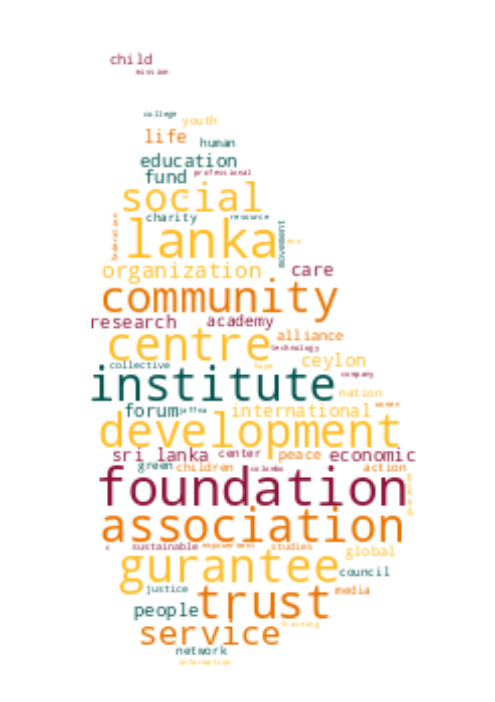 child
mission
college
youth
life human
education
fund professional
social
charity resource
federation
lanka
movement
organization care
community
research academy
centre alliance
technology
collective hope ceylon
institute company
nation
forum jaffna international women
development
sri lanka center peace economic
green children colombo action
foundation
association
sustainable empowerment studies
global
gurantee council
justice media
people trust
training
service
network
information